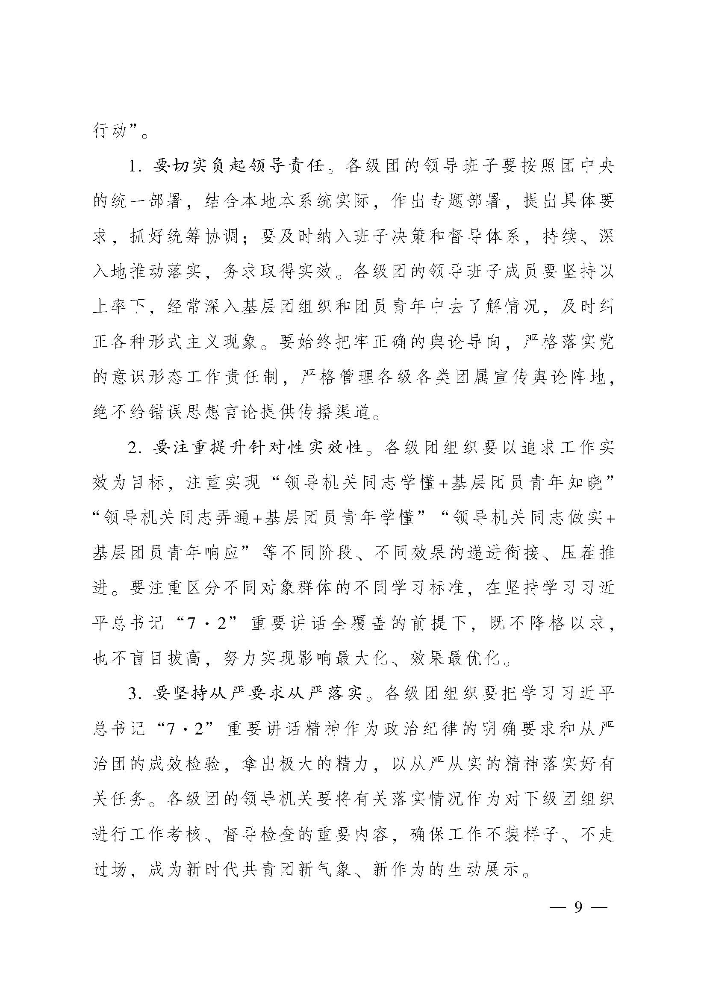 行动”。
1. 要切实负起领导责任。各级团的领导班子要按照团中央
的统一部署，结合本地本系统实际，作出专题部署，提出具体要
求，抓好统筹协调；要及时纳入班子决策和督导体系，持续、深
入地推动落实，务求取得实效。各级团的领导班子成员要坚持以
上率下，经常深入基层团组织和团员青年中去了解情况，及时纠
正各种形式主义现象。要始终把牢正确的舆论导向，严格落实党
的意识形态工作责任制，严格管理各级各类团属宣传舆论阵地，
绝不给错误思想言论提供传播渠道。
2. 要注重提升针对性实效性。各级团组织要以追求工作实
效为目标，注重实现“领导机关同志学懂+基层团员青年知晓”
“领导机关同志弄通+基层团员青年学懂”“领导机关同志做实+
基层团员青年响应”等不同阶段、不同效果的递进衔接、压茬推
进。要注重区分不同对象群体的不同学习标准，在坚持学习习近
平总书记“7·2”重要讲话全覆盖的前提下，既不降格以求，
也不盲目拔高，努力实现影响最大化、效果最优化。
3. 要坚持从严要求从严落实。各级团组织要把学习习近平
总书记“7·2”重要讲话精神作为政治纪律的明确要求和从严
治团的成效检验，拿出极大的精力，以从严从实的精神落实好有
关任务。各级团的领导机关要将有关落实情况作为对下级团组织
进行工作考核、督导检查的重要内容，确保工作不装样子、不走
过场，成为新时代共青团新气象、新作为的生动展示。
— 9 —